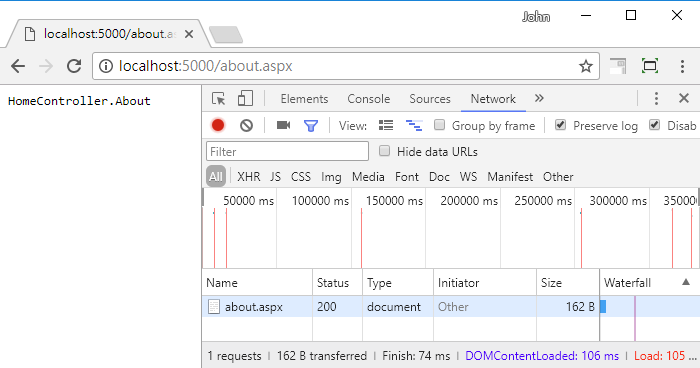 John
localhost:5000/about.as
localhost:5000/about.aspx
HomeController.About
Elements Console Sources Network »
View: Group by frame Preserve log Disab
Filter Hide data URLs
All XHR JS CSS Img Media Font Doc WS Manifest Other
50000 ms 100000 ms 150000 ms 200000 ms 250000 ms 300000 ms 35000
Name Status Type Initiator Size Waterfall
about.aspx 200 document Other 162 B
1 requests | 162 B transferred | Finish: 74 ms | DOMContentLoaded: 106 ms | Load: 105 ...